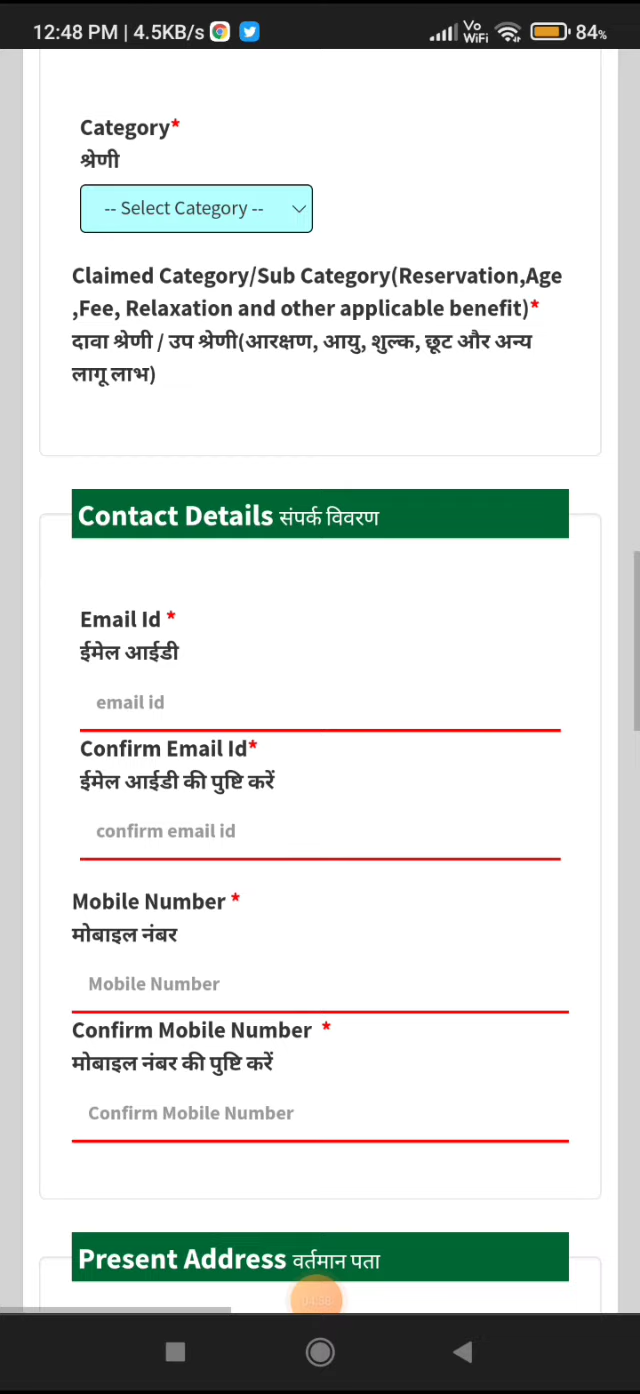 12:48 PM | 4.5KB/s Vo WiFi 84%
Category*
श्रेणी
-- Select Category --
Claimed Category/Sub Category(Reservation,Age
,Fee, Relaxation and other applicable benefit)*
दावा श्रेणी / उप श्रेणी(आरक्षण, आयु, शुल्क, छूट और अन्य
लागू लाभ)
Contact Details संपर्क विवरण
Email Id *
ईमेल आईडी
email id
Confirm Email Id*
ईमेल आईडी की पुष्टि करें
confirm email id
Mobile Number *
मोबाइल नंबर
Mobile Number
Confirm Mobile Number *
मोबाइल नंबर की पुष्टि करें
Confirm Mobile Number
Present Address वर्तमान पता